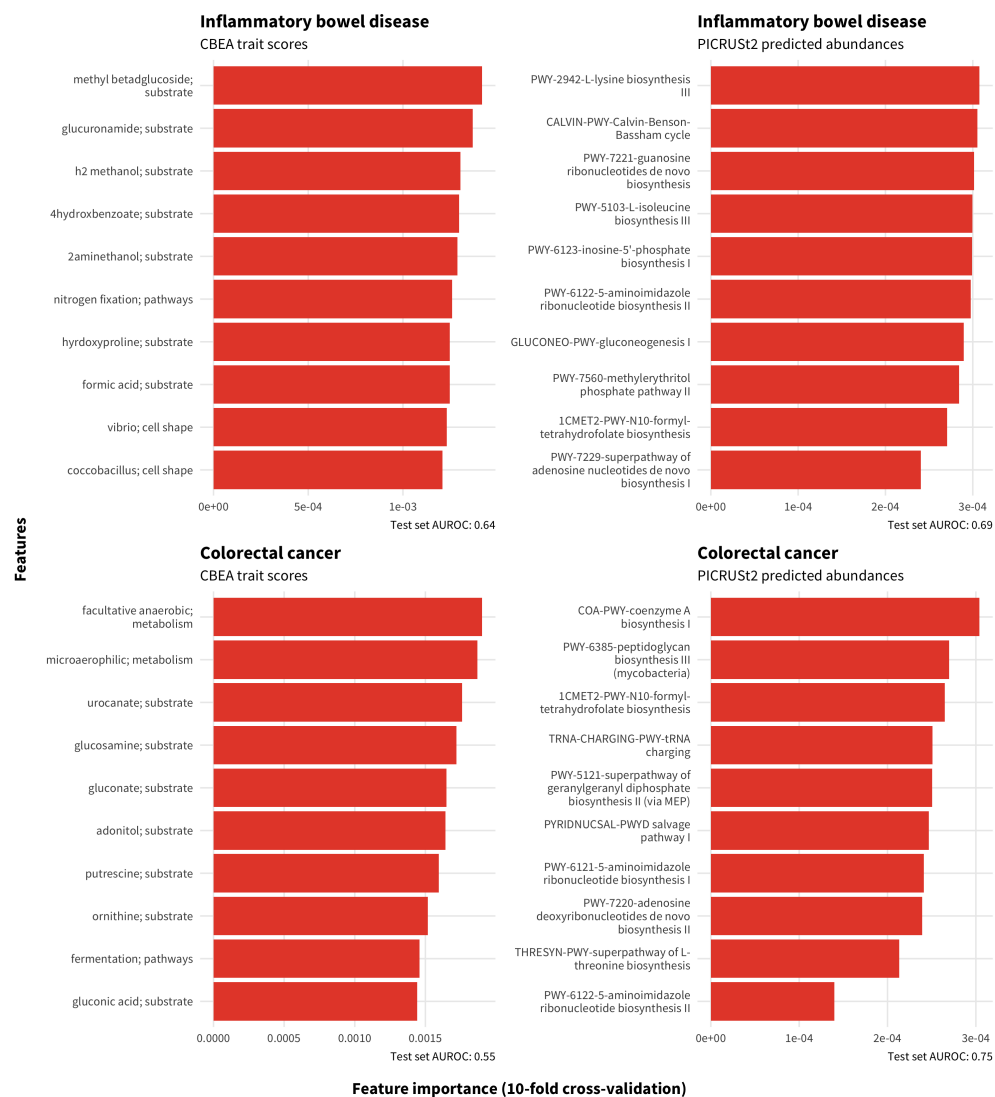 Inflammatory bowel disease
CBEA trait scores
methyl betadglucoside;
substrate
glucuronamide; substrate
h2 methanol; substrate
4hydroxbenzoate; substrate
2aminethanol; substrate
nitrogen fixation; pathways
hyrdoxyproline; substrate
formic acid; substrate
vibrio; cell shape
coccobacillus; cell shape
0e+00 5e-04 1e-03
Test set AUROC: 0.64
Inflammatory bowel disease
PICRUSt2 predicted abundances
PWY-2942-L-lysine biosynthesis
III
CALVIN-PWY-Calvin-Benson-
Bassham cycle
PWY-7221-guanosine
ribonucleotides de novo
biosynthesis
PWY-5103-L-isoleucine
biosynthesis III
PWY-6123-inosine-5'-phosphate
biosynthesis I
PWY-6122-5-aminoimidazole
ribonucleotide biosynthesis II
GLUCONEO-PWY-gluconeogenesis I
PWY-7560-methylerythritol
phosphate pathway II
1CMET2-PWY-N10-formyl-
tetrahydrofolate biosynthesis
PWY-7229-superpathway of
adenosine nucleotides de novo
biosynthesis I
0e+00 1e-04 2e-04 3e-04
Test set AUROC: 0.69
Features
Colorectal cancer
CBEA trait scores
facultative anaerobic;
metabolism
microaerophilic; metabolism
urocanate; substrate
glucosamine; substrate
gluconate; substrate
adonitol; substrate
putrescine; substrate
ornithine; substrate
fermentation; pathways
gluconic acid; substrate
0.0000 0.0005 0.0010 0.0015
Test set AUROC: 0.55
Colorectal cancer
PICRUSt2 predicted abundances
COA-PWY-coenzyme A
biosynthesis I
PWY-6385-peptidoglycan
biosynthesis III
(mycobacteria)
1CMET2-PWY-N10-formyl-
tetrahydrofolate biosynthesis
TRNA-CHARGING-PWY-tRNA
charging
PWY-5121-superpathway of
geranylgeranyl diphosphate
biosynthesis II (via MEP)
PYRIDNUCSAL-PWYD salvage
pathway I
PWY-6121-5-aminoimidazole
ribonucleotide biosynthesis I
PWY-7220-adenosine
deoxyribonucleotides de novo
biosynthesis II
THRESYN-PWY-superpathway of L-
threonine biosynthesis
PWY-6122-5-aminoimidazole
ribonucleotide biosynthesis II
0e+00 1e-04 2e-04 3e-04
Test set AUROC: 0.75
Feature importance (10-fold cross-validation)